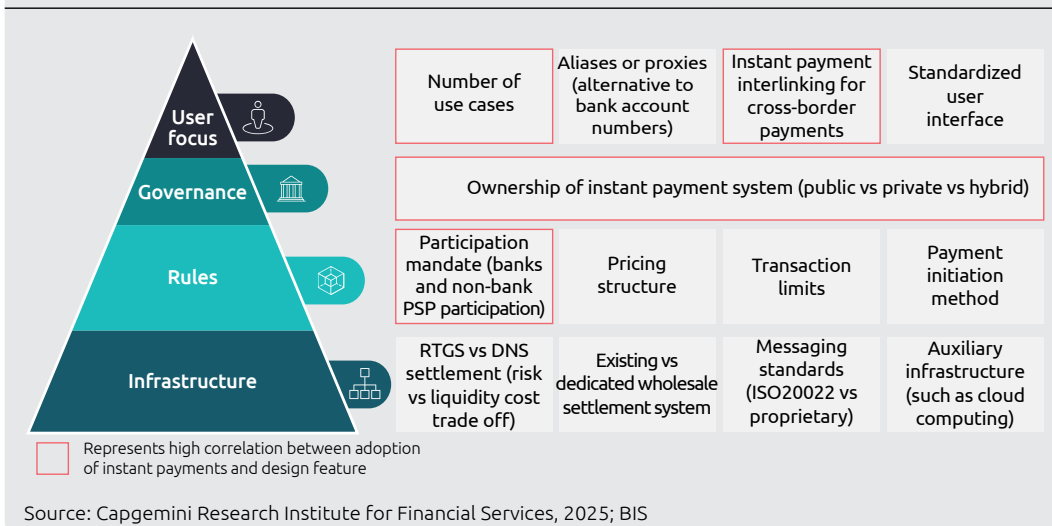 User
focus
Number of
use cases
Aliases or proxies
(alternative to
bank account
numbers)
Instant payment
interlinking for
cross-border
payments
Standardized
user
interface
Governance
Ownership of instant payment system (public vs private vs hybrid)
Rules
Participation
mandate (banks
and non-bank
PSP participation)
Pricing
structure
Transaction
limits
Payment
initiation
method
Infrastructure
RTGS vs DNS
settlement (risk
vs liquidity cost
trade off)
Existing vs
dedicated wholesale
settlement system
Messaging
standards
(ISO20022 vs
proprietary)
Auxiliary
infrastructure
(such as cloud
computing)
Represents high correlation between adoption
of instant payments and design feature
Source: Capgemini Research Institute for Financial Services, 2025; BIS